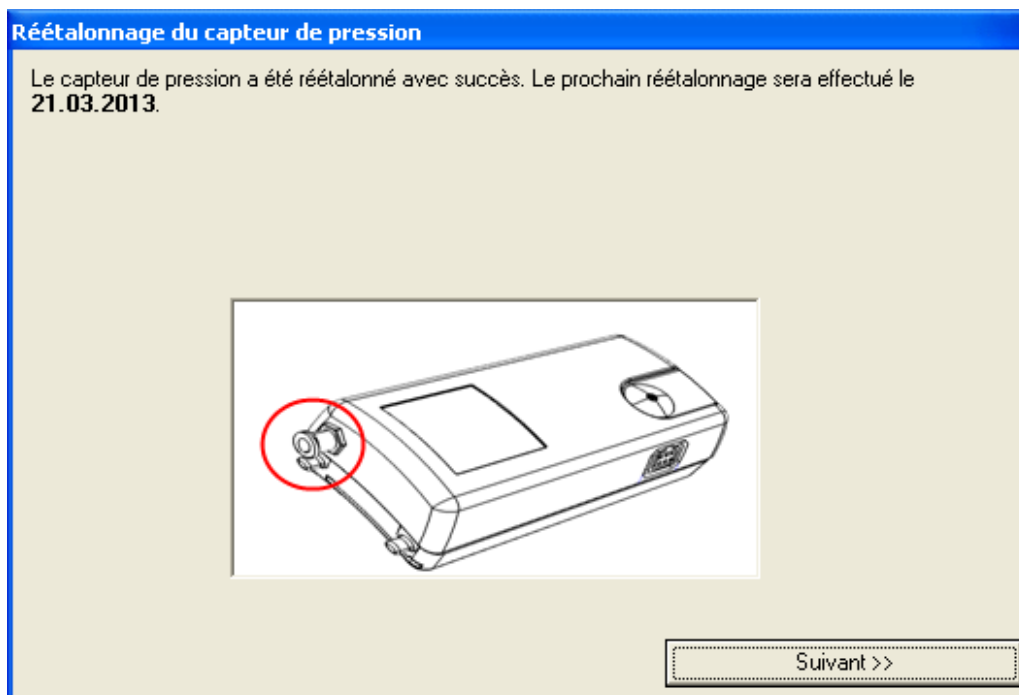 Réétalonnage du capteur de pression
Le capteur de pression a été réétalonné avec succès. Le prochain réétalonnage sera effectué le
21.03.2013.
Suivant >>